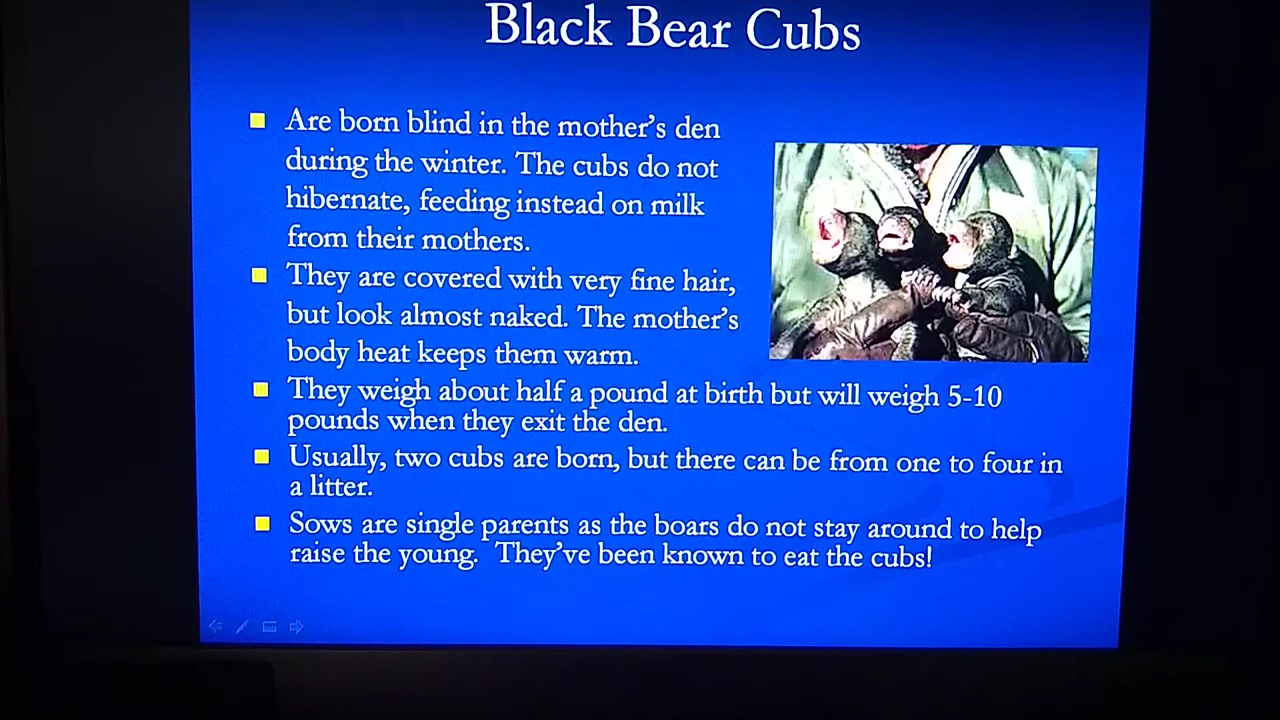 Black Bear Cubs
Are born blind in the mother's den
during the winter. The cubs do not
hibernate, feeding instead on milk
from their mothers.
They are covered with very fine hair,
but look almost naked. The mother's
body heat keeps them warm.
They weigh about half a pound at birth but will weigh 5-10
pounds when they exit the den.
Usually, two cubs are born, but there can be from one to four in
a litter.
Sows are single parents as the boars do not stay around to help
raise the young.  They've been known to eat the cubs!